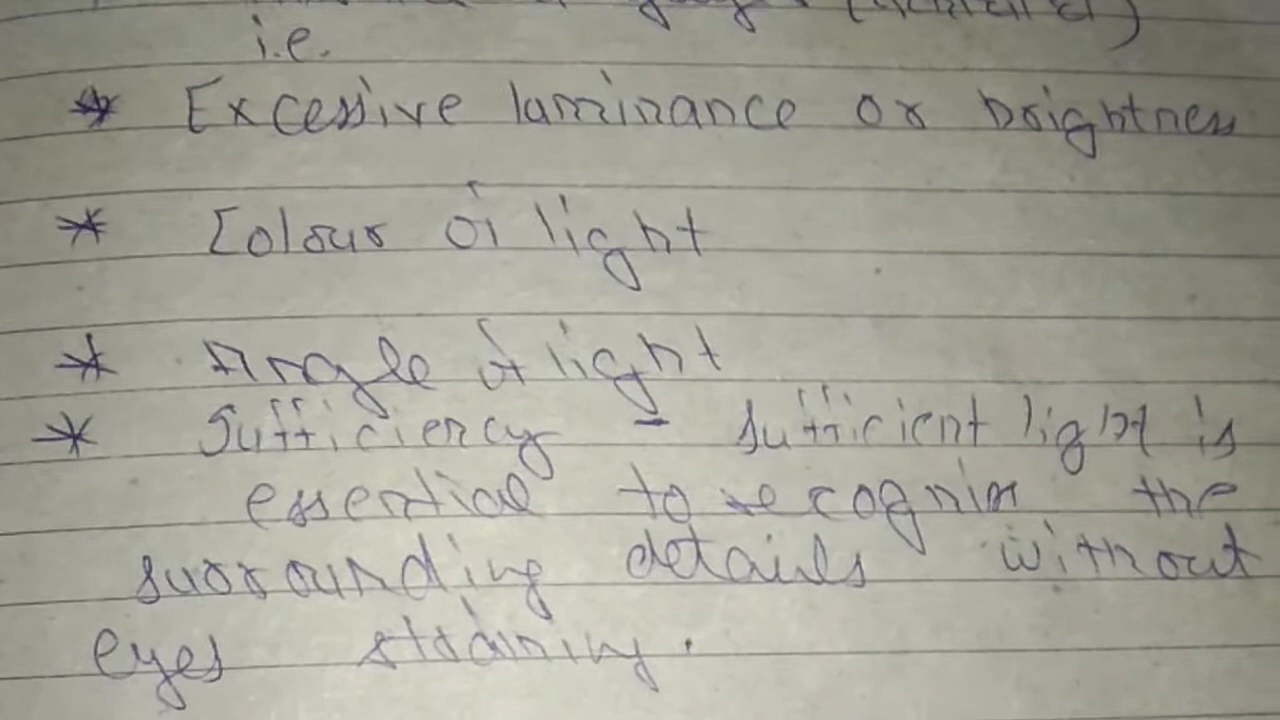 i.e.
* Excessive luminance or brightness
* Colour of light
* Angle of light
* Sufficiency - sufficient light is
essential to recognize the
surrounding details without
eyes staining.